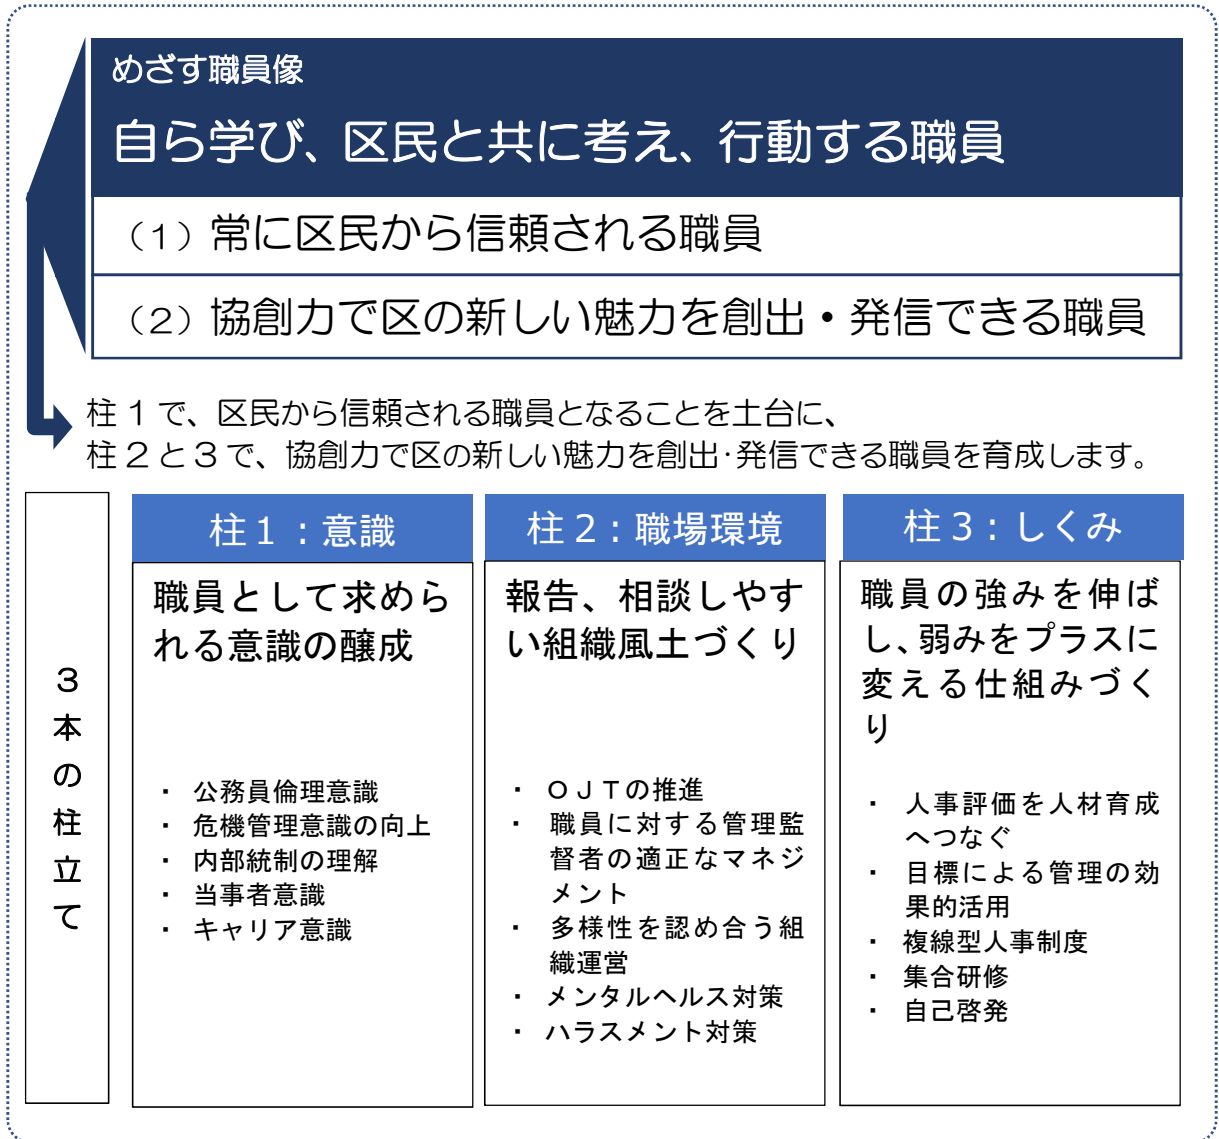 めざす職員像
自ら学び、区民と共に考え、行動する職員
（１）常に区民から信頼される職員
（２）協創力で区の新しい魅力を創出・発信できる職員
柱１で、区民から信頼される職員となることを土台に、
柱２と３で、協創力で区の新しい魅力を創出･発信できる職員を育成します。
３本の柱立て
柱１：意識
職員として求めら
れる意識の醸成
・ 公務員倫理意識
・ 危機管理意識の向上
・ 内部統制の理解
・ 当事者意識
・ キャリア意識
柱２：職場環境
報告、相談しやす
い組織風土づくり
・ ＯＪＴの推進
・ 職員に対する管理監
督者の適正なマネジ
メント
・ 多様性を認め合う組
織運営
・ メンタルヘルス対策
・ ハラスメント対策
柱３：しくみ
職員の強みを伸ば
し、弱みをプラスに
変える仕組みづく
り
・ 人事評価を人材育成
へつなぐ
・ 目標による管理の効
果的活用
・ 複線型人事制度
・ 集合研修
・ 自己啓発